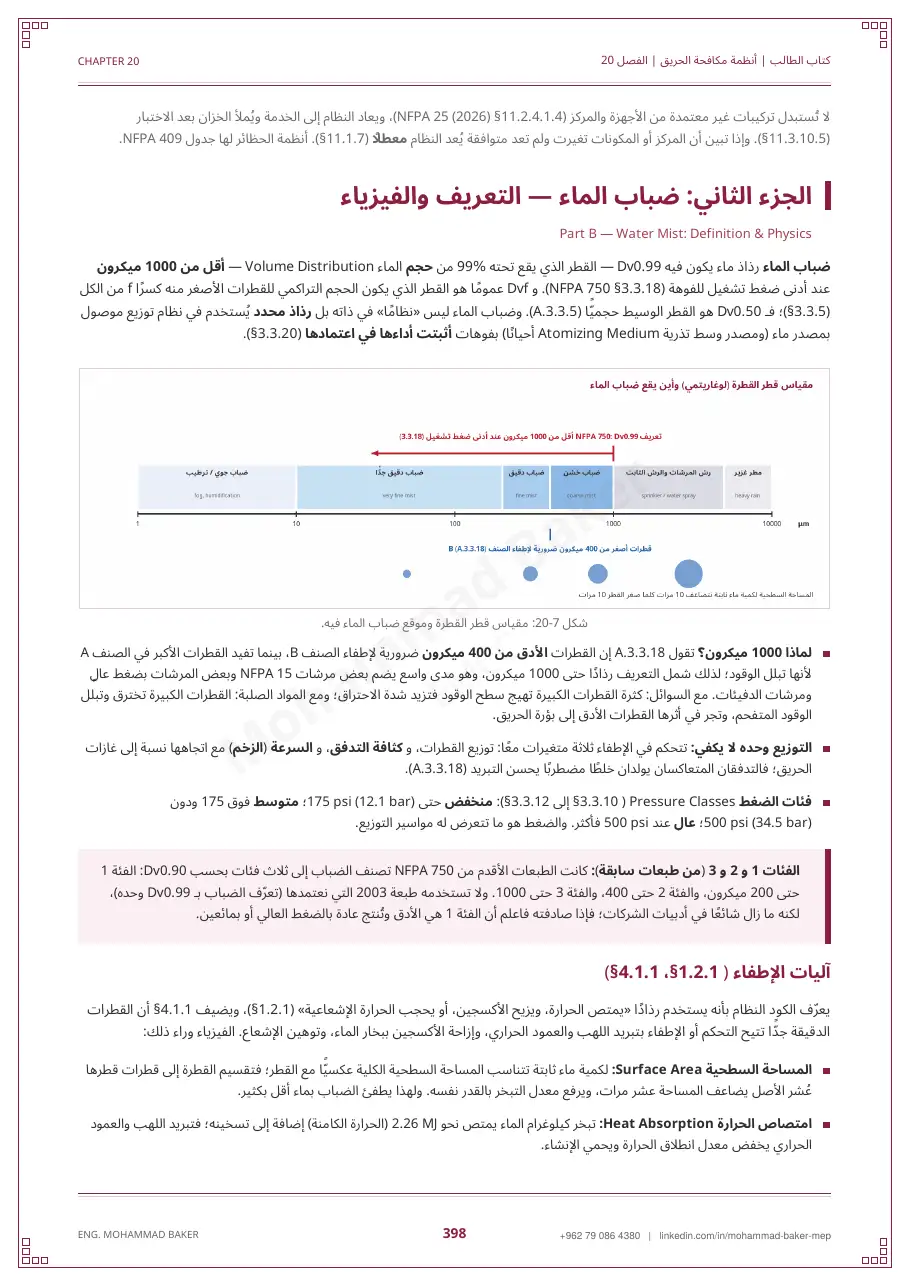 CHAPTER 20
كتاب الطالب | أنظمة مكافحة الحريق | الفصل 20
لا تُستبدل تركيبات غير معتمدة من الأجهزة والمركز (NFPA 25 (2026) §11.2.4.1.4)، ويعاد النظام إلى الخدمة ويُملأ الخزان بعد الاختبار
(§11.3.10.5). وإذا تبين أن المركز أو المكونات تغيرت ولم تعد متوافقة يُعد النظام معطلًا (§11.1.7). أنظمة الحظائر لها جدول NFPA 409.
الجزء الثاني: ضباب الماء — التعريف والفيزياء
Part B — Water Mist: Definition & Physics
ضباب الماء رذاذ ماء يكون فيه Dv0.99 — القطر الذي يقع تحته 99% من حجم الماء Volume Distribution — أقل من 1000 ميكرون
عند أدنى ضغط تشغيل للفوهة (NFPA 750 §3.3.18). و Dvf عمومًا هو القطر الذي يكون الحجم التراكمي للقطرات الأصغر منه كسرًا f من الكل
(§3.3.5)؛ فـ Dv0.50 هو القطر الوسيط حجميًّا (A.3.3.5). وضباب الماء ليس «نظامًا» في ذاته بل رذاذ محدد يُستخدم في نظام توزيع موصول
بمصدر ماء (ومصدر وسط تذرية Atomizing Medium أحيانًا) بفوهات أثبتت أداءها في اعتمادها (§3.3.20).
مقياس قطر القطرة (لوغاريتمي) وأين يقع ضباب الماء
تعريف NFPA 750: Dv0.99 أقل من 1000 ميكرون عند أدنى ضغط تشغيل (3.3.18)
ضباب جوي / ترطيب
ضباب دقيق جدًا
ضباب دقيق
ضباب خشن
رش المرشات والرش الثابت
مطر غزير
fog, humidification
very fine mist
fine mist
coarse mist
sprinkler / water spray
heavy rain
1 10 100 1000 10000 µm
قطرات أصغر من 400 ميكرون ضرورية لإطفاء الصنف B (A.3.3.18)
المساحة السطحية لكمية ماء ثابتة تتضاعف 10 مرات كلما صغر القطر 10 مرات
شكل 7-20: مقياس قطر القطرة وموقع ضباب الماء فيه.
▪ لماذا 1000 ميكرون؟ تقول A.3.3.18 إن القطرات الأدق من 400 ميكرون ضرورية لإطفاء الصنف B، بينما تفيد القطرات الأكبر في الصنف A
لأنها تبلل الوقود؛ لذلك شمل التعريف رذاذًا حتى 1000 ميكرون، وهو مدى واسع يضم بعض مرشات NFPA 15 وبعض المرشات بضغط عالٍ
ومرشات الدفيئات. مع السوائل: كثرة القطرات الكبيرة تهيج سطح الوقود فتزيد شدة الاحتراق؛ ومع المواد الصلبة: القطرات الكبيرة تخترق وتبلل
الوقود المتفحم، وتجر في أثرها القطرات الأدق إلى بؤرة الحريق.
▪ التوزيع وحده لا يكفي: تتحكم في الإطفاء ثلاثة متغيرات معًا: توزيع القطرات، و كثافة التدفق، و السرعة (الزخم) مع اتجاهها نسبة إلى غازات
الحريق؛ فالتدفقان المتعاكسان يولدان خلطًا مضطربًا يحسن التبريد (A.3.3.18).
▪ فئات الضغط Pressure Classes ( §3.3.10 إلى §3.3.12): منخفض حتى 175 psi (12.1 bar)؛ متوسط فوق 175 ودون
500 psi (34.5 bar)؛ عال عند 500 psi فأكثر. والضغط هو ما تتعرض له مواسير التوزيع.
الفئات 1 و 2 و 3 (من طبعات سابقة): كانت الطبعات الأقدم من NFPA 750 تصنف الضباب إلى ثلاث فئات بحسب Dv0.90: الفئة 1
حتى 200 ميكرون، والفئة 2 حتى 400، والفئة 3 حتى 1000. ولا تستخدمه طبعة 2003 التي نعتمدها (تعرّف الضباب بـ Dv0.99 وحده)،
لكنه ما زال شائعًا في أدبيات الشركات؛ فإذا صادفته فاعلم أن الفئة 1 هي الأدق وتُنتج عادة بالضغط العالي أو بمائعين.
آليات الإطفاء ( §1.2.1، §4.1.1)
يعرّف الكود النظام بأنه يستخدم رذاذًا «يمتص الحرارة، ويزيح الأكسجين، أو يحجب الحرارة الإشعاعية» (§1.2.1)، ويضيف §4.1.1 أن القطرات
الدقيقة جدًّا تتيح التحكم أو الإطفاء بتبريد اللهب والعمود الحراري، وإزاحة الأكسجين ببخار الماء، وتوهين الإشعاع. الفيزياء وراء ذلك:
▪ المساحة السطحية Surface Area: لكمية ماء ثابتة تتناسب المساحة السطحية الكلية عكسيًّا مع القطر؛ فتقسيم القطرة إلى قطرات قطرها
عُشر الأصل يضاعف المساحة عشر مرات، ويرفع معدل التبخر بالقدر نفسه. ولهذا يطفئ الضباب بماء أقل بكثير.
▪ امتصاص الحرارة Heat Absorption: تبخر كيلوغرام الماء يمتص نحو 2.26 MJ (الحرارة الكامنة) إضافة إلى تسخينه؛ فتبريد اللهب والعمود
الحراري يخفض معدل انطلاق الحرارة ويحمي الإنشاء.
Mohammad Baker
ENG. MOHAMMAD BAKER
398
+962 79 086 4380 | linkedin.com/in/mohammad-baker-mep